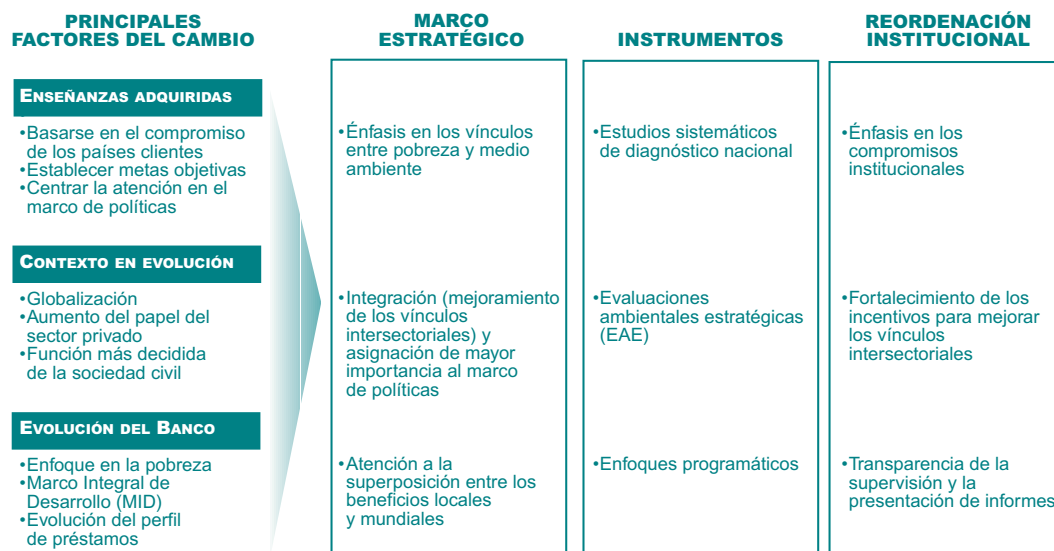 PRINCIPALES
FACTORES DEL CAMBIO
ENSEÑANZAS ADQUIRIDAS
•Basarse en el compromiso
de los países clientes
•Establecer metas objetivas
•Centrar la atención en el
marco de políticas
CONTEXTO EN EVOLUCIÓN
•Globalización
•Aumento del papel del
sector privado
•Función más decidida
de la sociedad civil
EVOLUCIÓN DEL BANCO
•Enfoque en la pobreza
•Marco Integral de
Desarrollo (MID)
•Evolución del perfil
de préstamos
MARCO
ESTRATÉGICO
•Énfasis en los vínculos
entre pobreza y medio
ambiente
•Integración (mejoramiento
de los vínculos
intersectoriales) y
asignación de mayor
importancia al marco
de políticas
•Atención a la
superposición entre los
beneficios locales
y mundiales
INSTRUMENTOS
•Estudios sistemáticos
de diagnóstico nacional
•Evaluaciones
ambientales estratégicas
(EAE)
•Enfoques programáticos
REORDENACIÓN
INSTITUCIONAL
•Énfasis en los
compromisos
institucionales
•Fortalecimiento de los
incentivos para mejorar
los vínculos
intersectoriales
•Transparencia de la
supervisión y la
presentación de informes